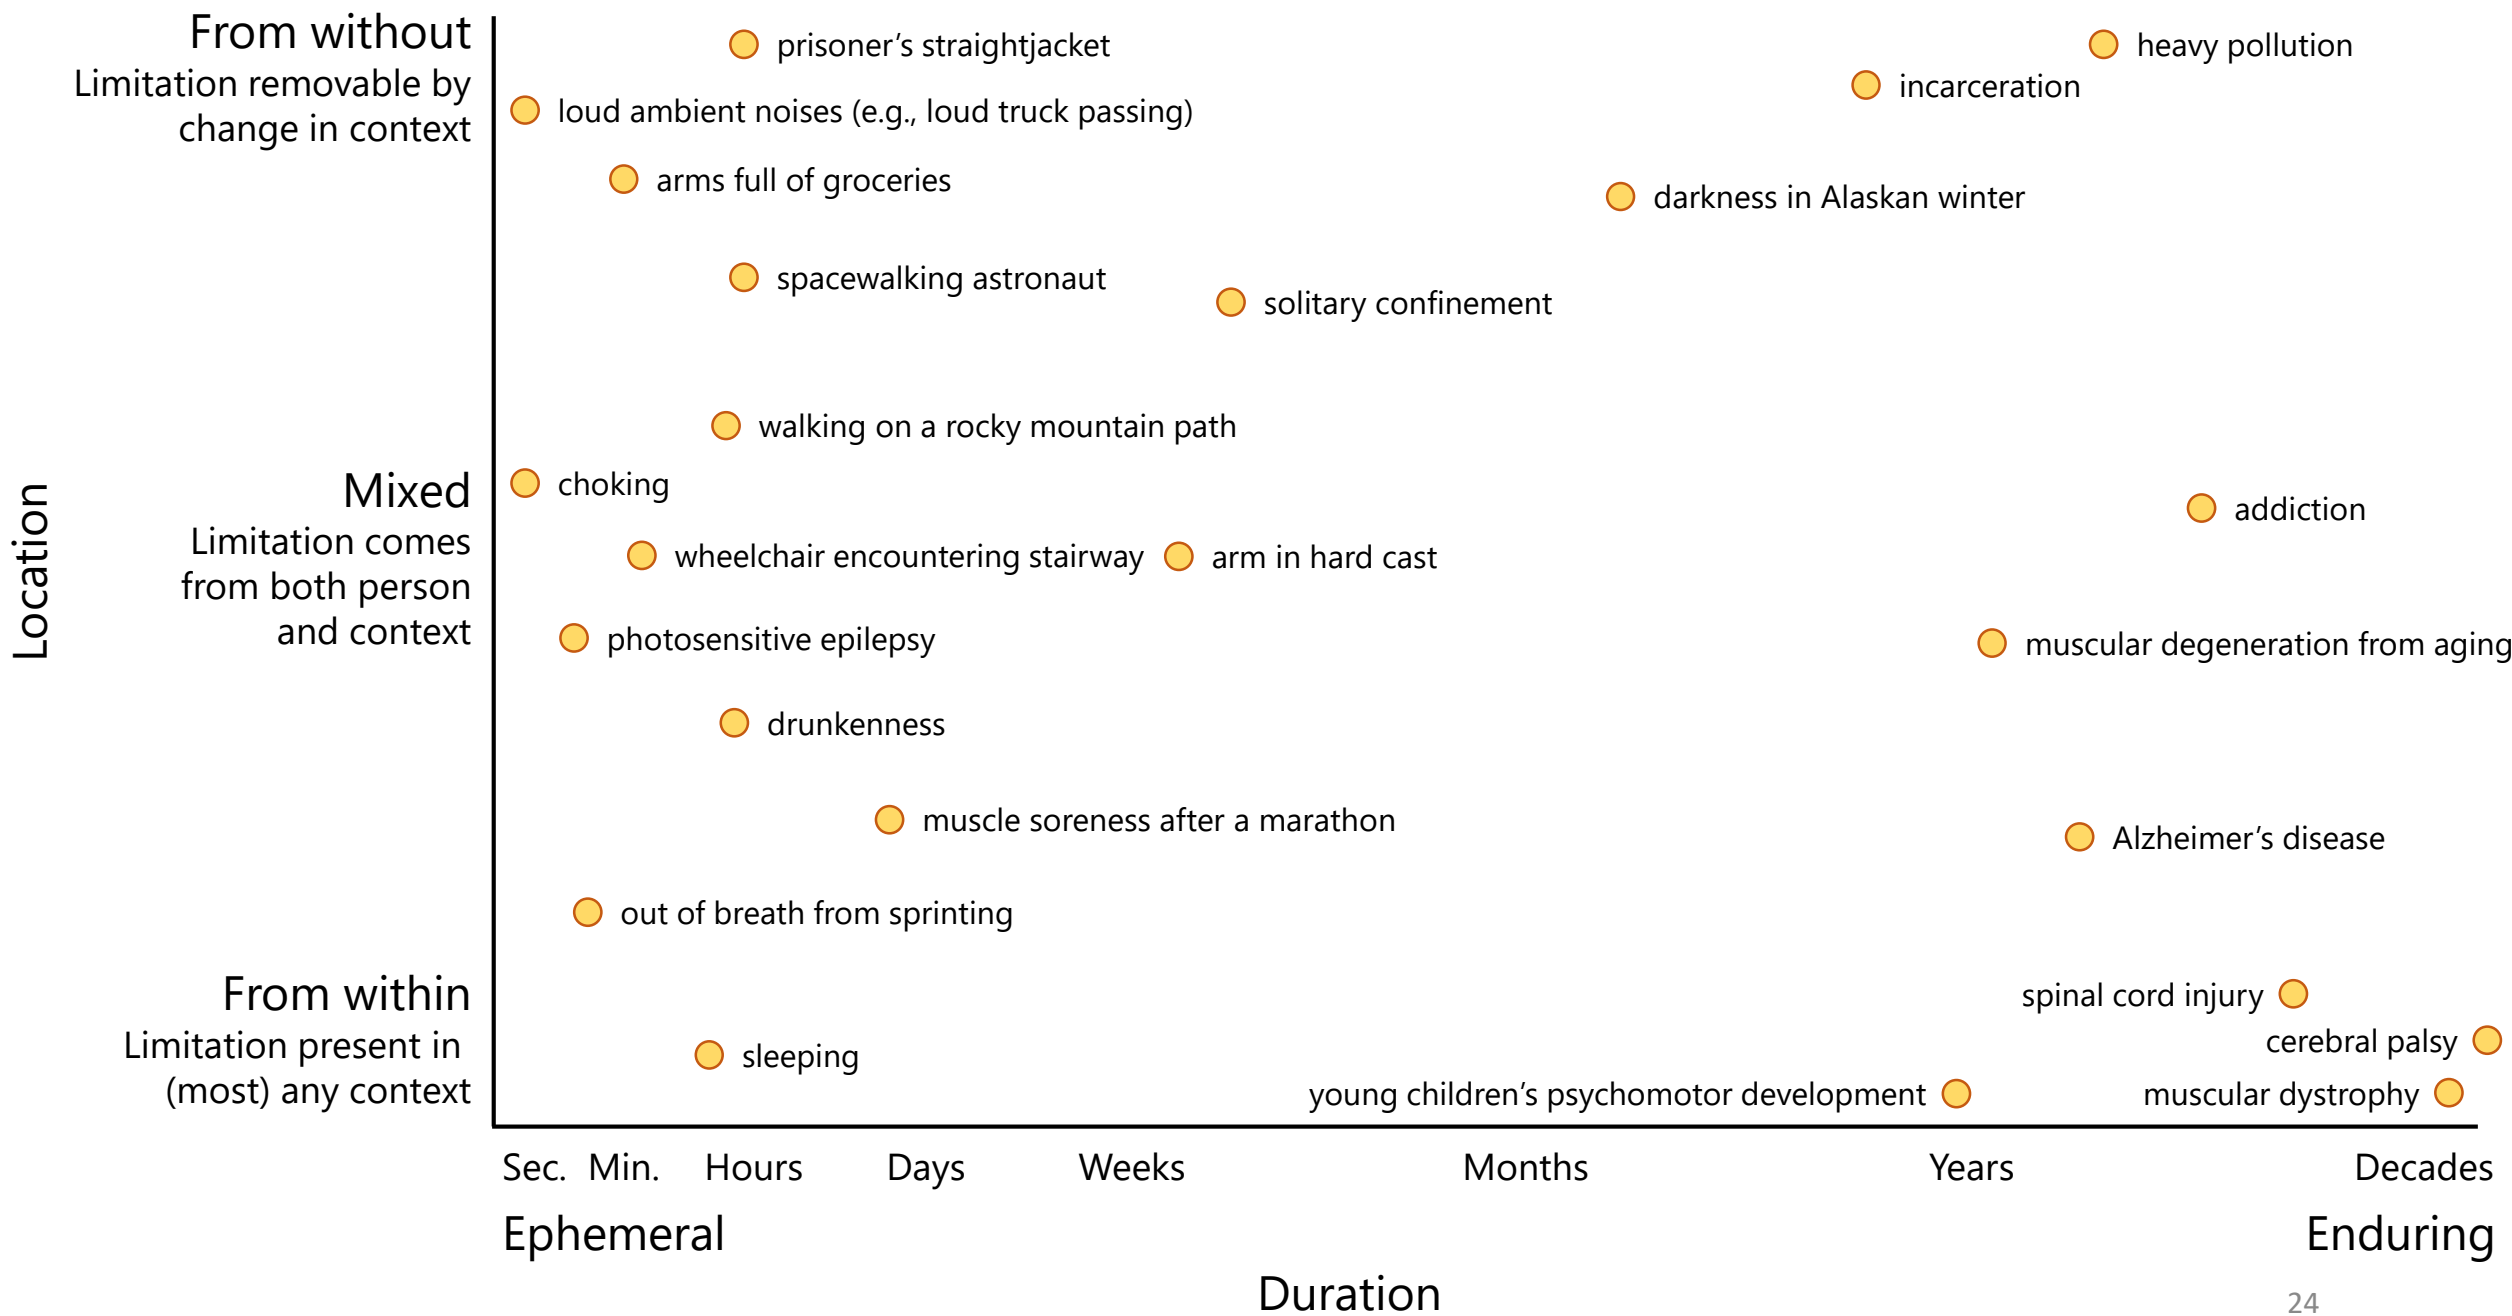 From without
Limitation removable by
change in context
prisoner’s straightjacket
heavy pollution
incarceration
loud ambient noises (e.g., loud truck passing)
arms full of groceries
darkness in Alaskan winter
spacewalking astronaut
solitary confinement
walking on a rocky mountain path
Location
Mixed
Limitation comes
from both person
and context
choking
addiction
wheelchair encountering stairway
arm in hard cast
photosensitive epilepsy
muscular degeneration from aging
drunkenness
muscle soreness after a marathon
Alzheimer’s disease
out of breath from sprinting
From within
Limitation present in
(most) any context
spinal cord injury
cerebral palsy
sleeping
young children’s psychomotor development
muscular dystrophy
Sec. Min. Hours Days Weeks Months Years Decades
Ephemeral
Enduring
Duration
24